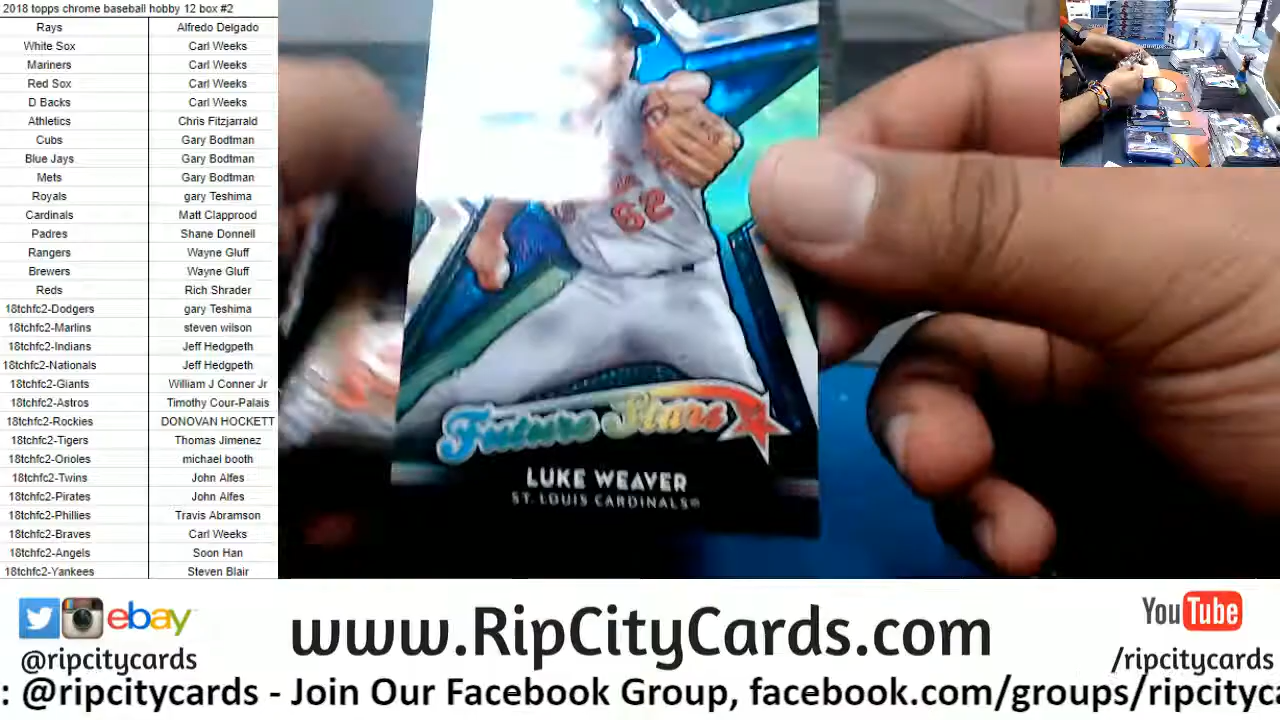 2018 topps chrome baseball hobby 12 box #2
Rays Alfredo Delgado
White Sox Carl Weeks
Mariners Carl Weeks
Red Sox Carl Weeks
D Backs Carl Weeks
Athletics Chris Fitzjarrald
Cubs Gary Bodtman
Blue Jays Gary Bodtman
Mets Gary Bodtman
Royals gary Teshima
Cardinals Matt Clapprood
Padres Shane Donnell
Rangers Wayne Gluff
Brewers Wayne Gluff
Reds Rich Shrader
18tchfc2-Dodgers gary Teshima
18tchfc2-Marlins steven wilson
18tchfc2-Indians Jeff Hedgpeth
18tchfc2-Nationals Jeff Hedgpeth
18tchfc2-Giants William J Conner Jr
18tchfc2-Astros Timothy Cour-Palais
18tchfc2-Rockies DONOVAN HOCKETT
18tchfc2-Tigers Thomas Jimenez
18tchfc2-Orioles michael booth
18tchfc2-Twins John Alfes
18tchfc2-Pirates John Alfes
18tchfc2-Phillies Travis Abramson
18tchfc2-Braves Carl Weeks
18tchfc2-Angels Soon Han
18tchfc2-Yankees Steven Blair
62
Future Stars
LUKE WEAVER
ST. LOUIS CARDINALS®
ebay
@ripcitycards
www.RipCityCards.com
YouTube
/ripcitycards
: @ripcitycards - Join Our Facebook Group, facebook.com/groups/ripcityca